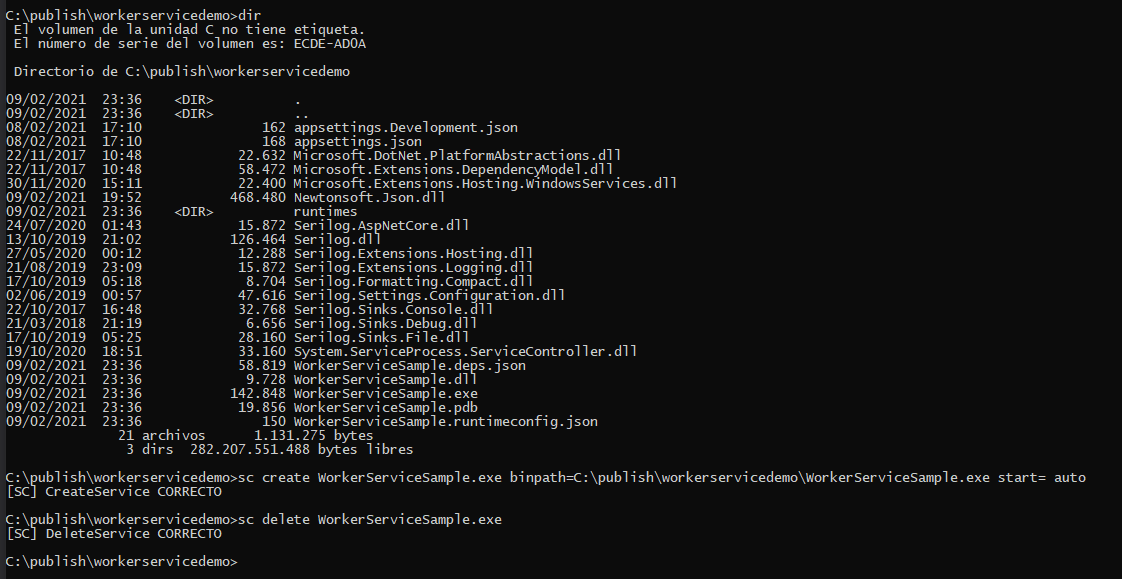 C:\publish\workerservicedemo>dir
 El volumen de la unidad C no tiene etiqueta.
 El número de serie del volumen es: ECDE-AD0A

 Directorio de C:\publish\workerservicedemo

09/02/2021  23:36    <DIR>          .
09/02/2021  23:36    <DIR>          ..
08/02/2021  17:10               162 appsettings.Development.json
08/02/2021  17:10               168 appsettings.json
22/11/2017  10:48            22.632 Microsoft.DotNet.PlatformAbstractions.dll
22/11/2017  10:48            58.472 Microsoft.Extensions.DependencyModel.dll
30/11/2020  15:11            22.400 Microsoft.Extensions.Hosting.WindowsServices.dll
09/02/2021  19:52           468.480 Newtonsoft.Json.dll
09/02/2021  23:36    <DIR>          runtimes
24/07/2020  01:43            15.872 Serilog.AspNetCore.dll
13/10/2019  21:02           126.464 Serilog.dll
27/05/2020  00:12            12.288 Serilog.Extensions.Hosting.dll
21/08/2019  23:09            15.872 Serilog.Extensions.Logging.dll
17/10/2019  05:18             8.704 Serilog.Formatting.Compact.dll
02/06/2019  00:57            47.616 Serilog.Settings.Configuration.dll
22/10/2017  16:48            32.768 Serilog.Sinks.Console.dll
21/03/2018  21:19             6.656 Serilog.Sinks.Debug.dll
17/10/2019  05:25            28.160 Serilog.Sinks.File.dll
19/10/2020  18:51            33.160 System.ServiceProcess.ServiceController.dll
09/02/2021  23:36            58.819 WorkerServiceSample.deps.json
09/02/2021  23:36             9.728 WorkerServiceSample.dll
09/02/2021  23:36           142.848 WorkerServiceSample.exe
09/02/2021  23:36            19.856 WorkerServiceSample.pdb
09/02/2021  23:36               150 WorkerServiceSample.runtimeconfig.json
              21 archivos      1.131.275 bytes
               3 dirs  282.207.551.488 bytes libres

C:\publish\workerservicedemo>sc create WorkerServiceSample.exe binpath=C:\publish\workerservicedemo\WorkerServiceSample.exe start= auto
[SC] CreateService CORRECTO

C:\publish\workerservicedemo>sc delete WorkerServiceSample.exe
[SC] DeleteService CORRECTO

C:\publish\workerservicedemo>